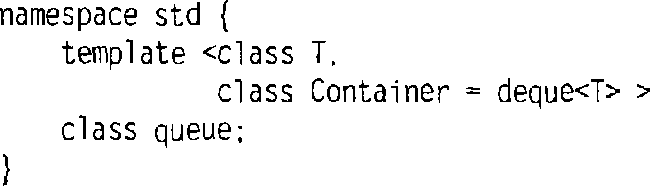 namespace std {
    template <class T,
              class Container = deque<T> >
    class queue;
}